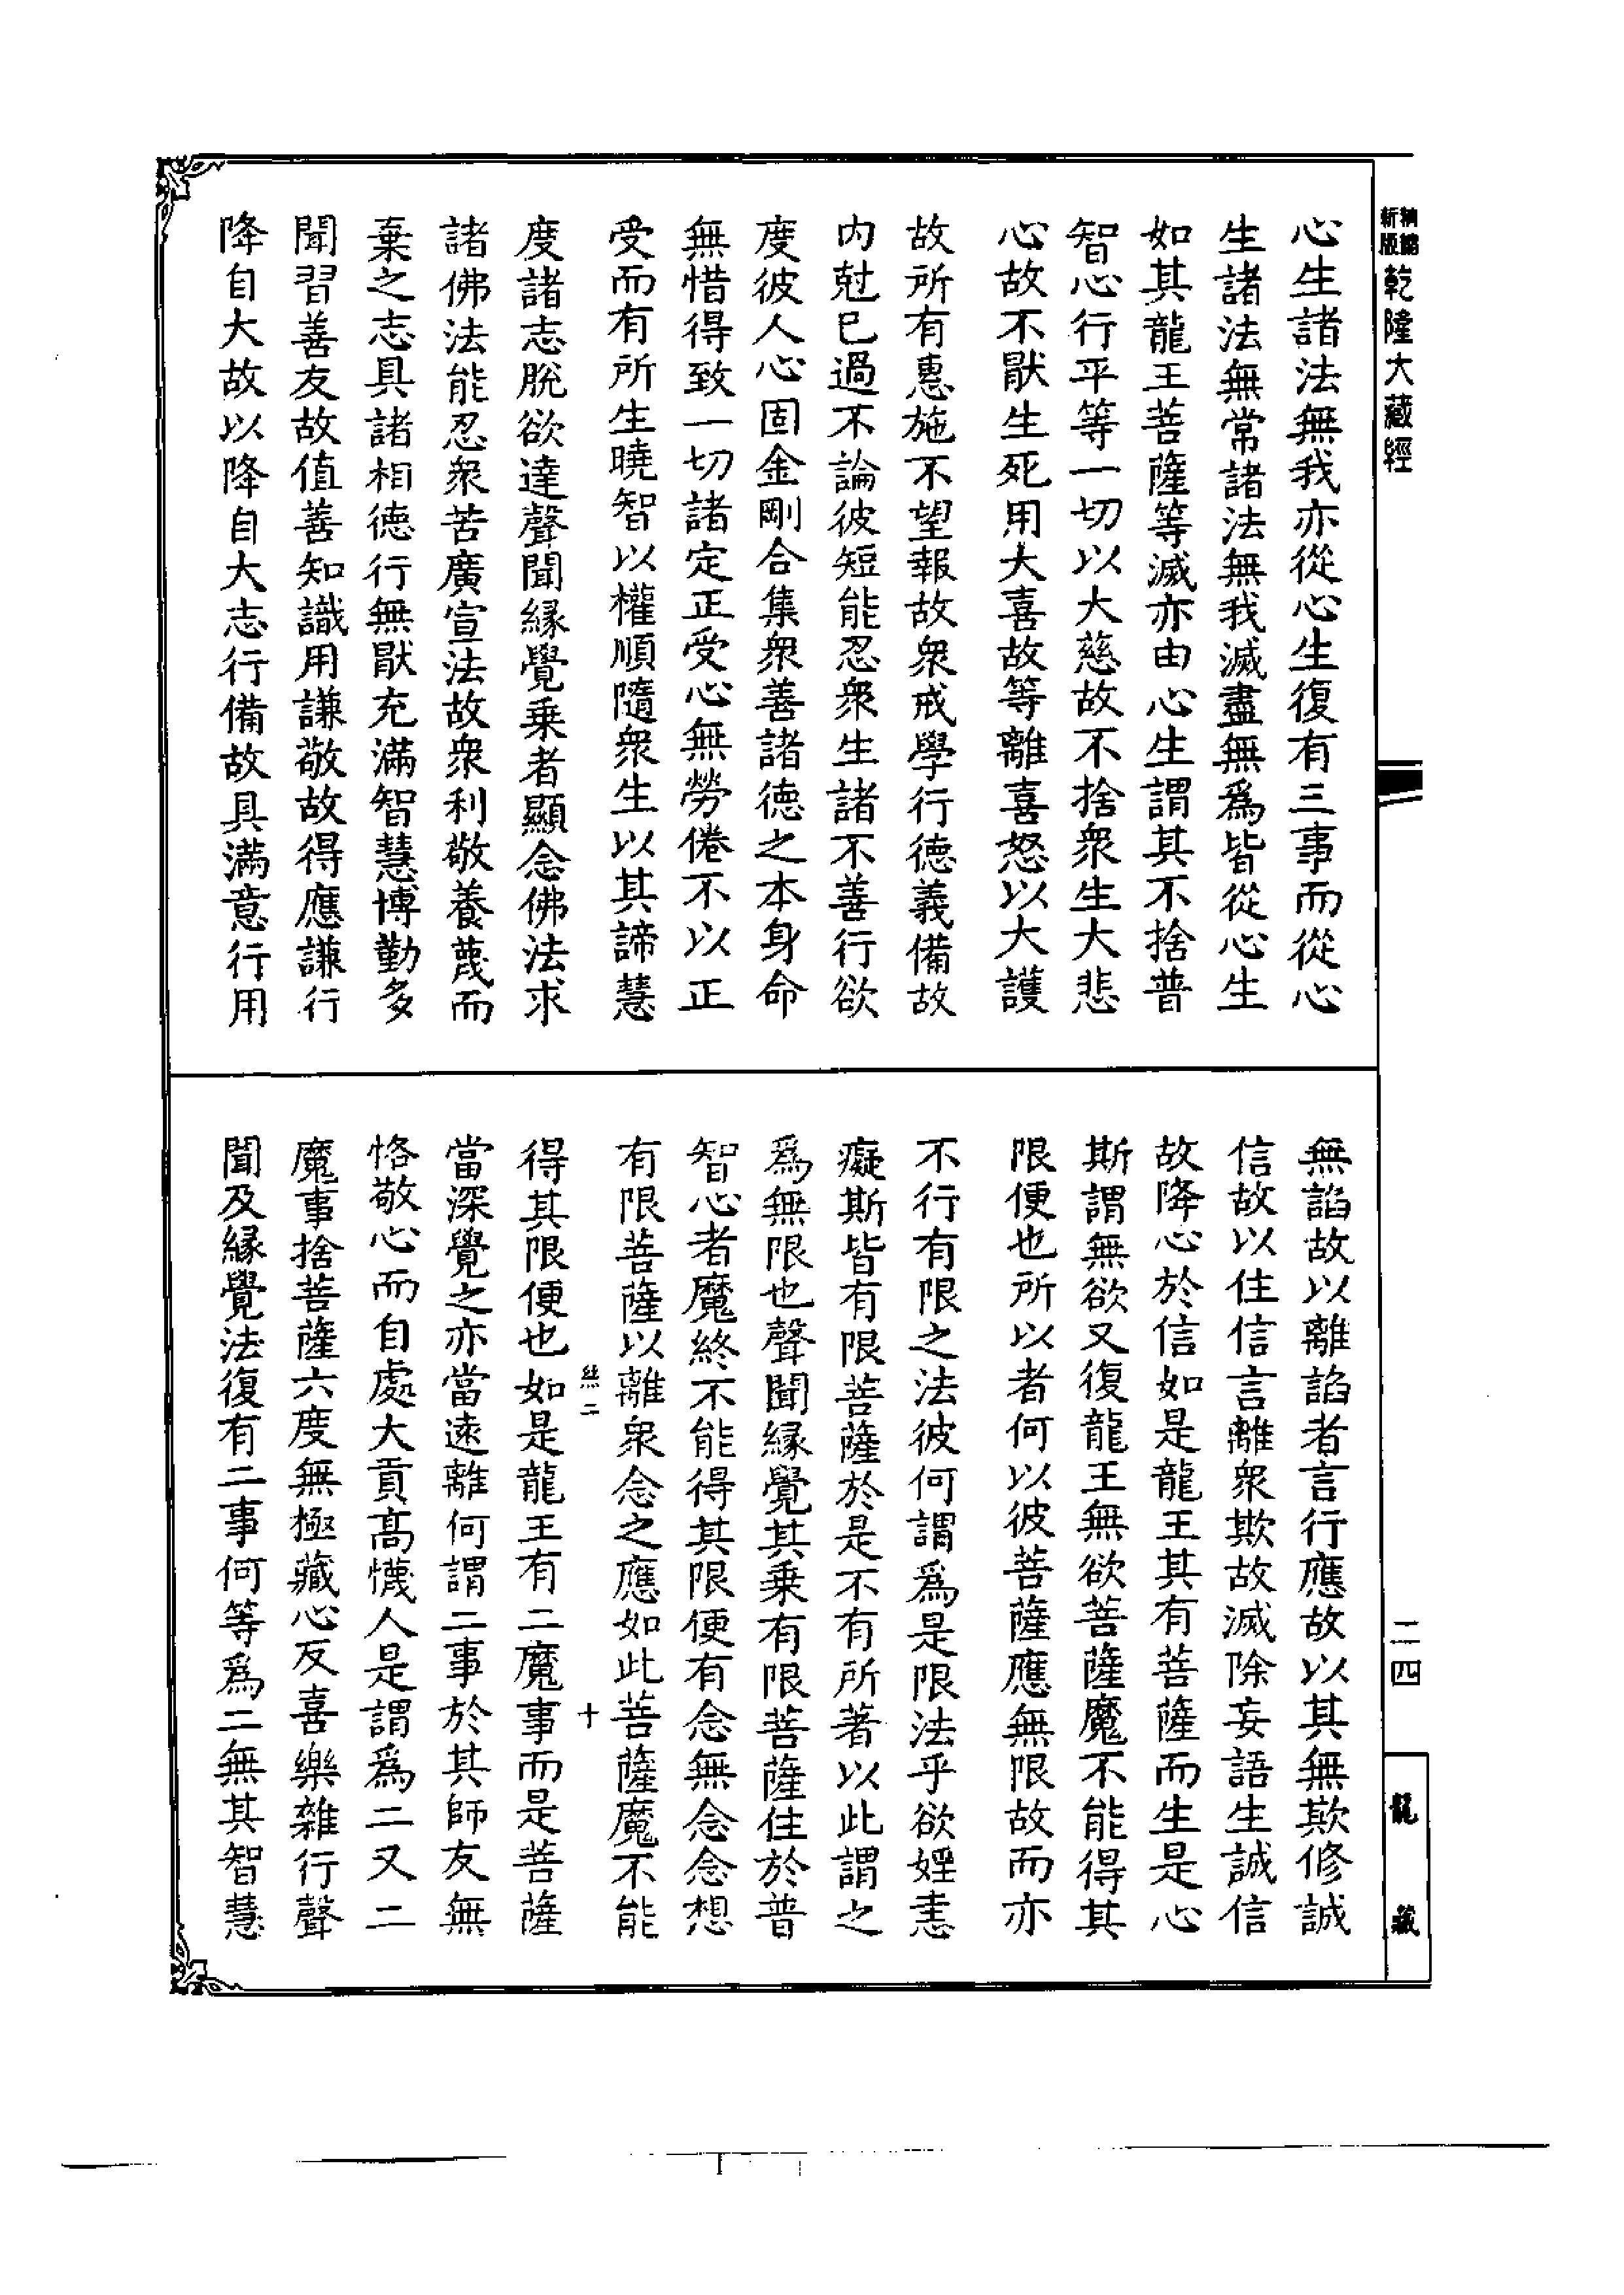 新版
精縮
乾隆大藏經
心生諸法無我亦從心生復有三事而從心
生諸法無常諸法無我滅盡無為皆從心生
如其龍王菩薩等滅亦由心生謂其不捨普
智心行平等一切以大慈故不捨衆生大悲
心故不厭生死用大喜故等離喜怒以大護
故所有惠施不望報故衆戒學行德義備故
内尅已過不論彼短能忍衆生諸不善行欲
度彼人心固金剛合集衆善諸德之本身命
無惜得致一切諸定正受心無勞倦不以正
受而有所生曉智以權順隨衆生以其諦慧
度諸志脫欲達聲聞緣覺乘者顯念佛法求
諸佛法能忍衆苦廣宣法故衆利敬養蔑而
棄之志具諸相德行無厭充滿智慧博勤多
聞習善友故值善知識用謙敬故得應謙行
降自大故以降自大志行備故具滿意行用
無諂故以離諂者言行應故以其無欺修誠
信故以住信言離衆欺故滅除妄語生誠信
故降心於信如是龍王其有菩薩而生是心
斯謂無欲又復龍王無欲菩薩魔不能得其
限便也所以者何以彼菩薩應無限故而亦
不行有限之法彼何謂為是限法乎欲婬恚
癡斯皆有限菩薩於是不有所著以此謂之
為無限也聲聞緣覺其乘有限菩薩住於普
智心者魔終不能得其限便有念無念念想
有限菩薩以離衆念之應如此菩薩魔不能
絲二 十
得其限便也如是龍王有二魔事而是菩薩
當深覺之亦當遠離何謂二事於其師友無
恪敬心而自處大貢高懱人是謂為二又二
魔事捨菩薩六度無極藏心反喜樂雜行聲
聞及緣覺法復有二事何等為二無其智慧
二四
龍藏